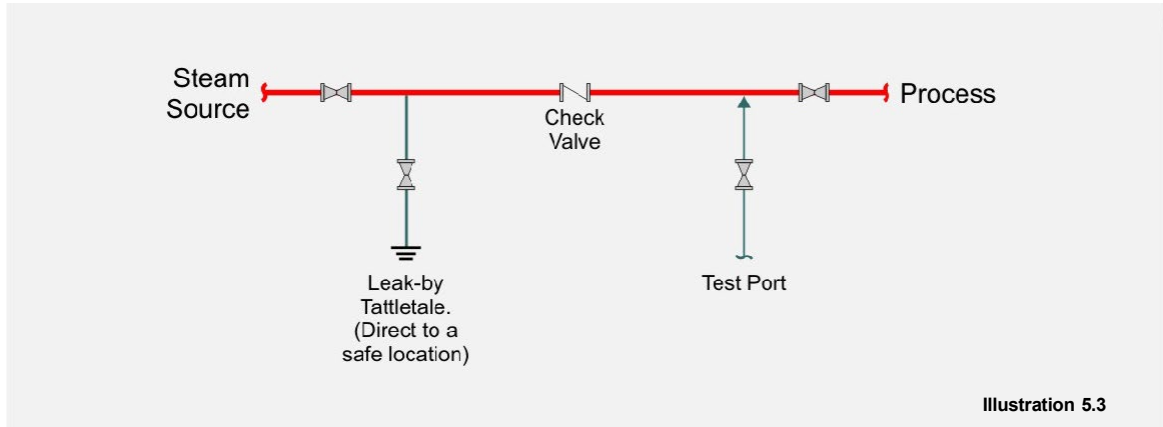 Steam
Source
Process
Check
Valve
Leak-by
Tattletale.
(Direct to a
safe location)
Test Port
Illustration 5.3